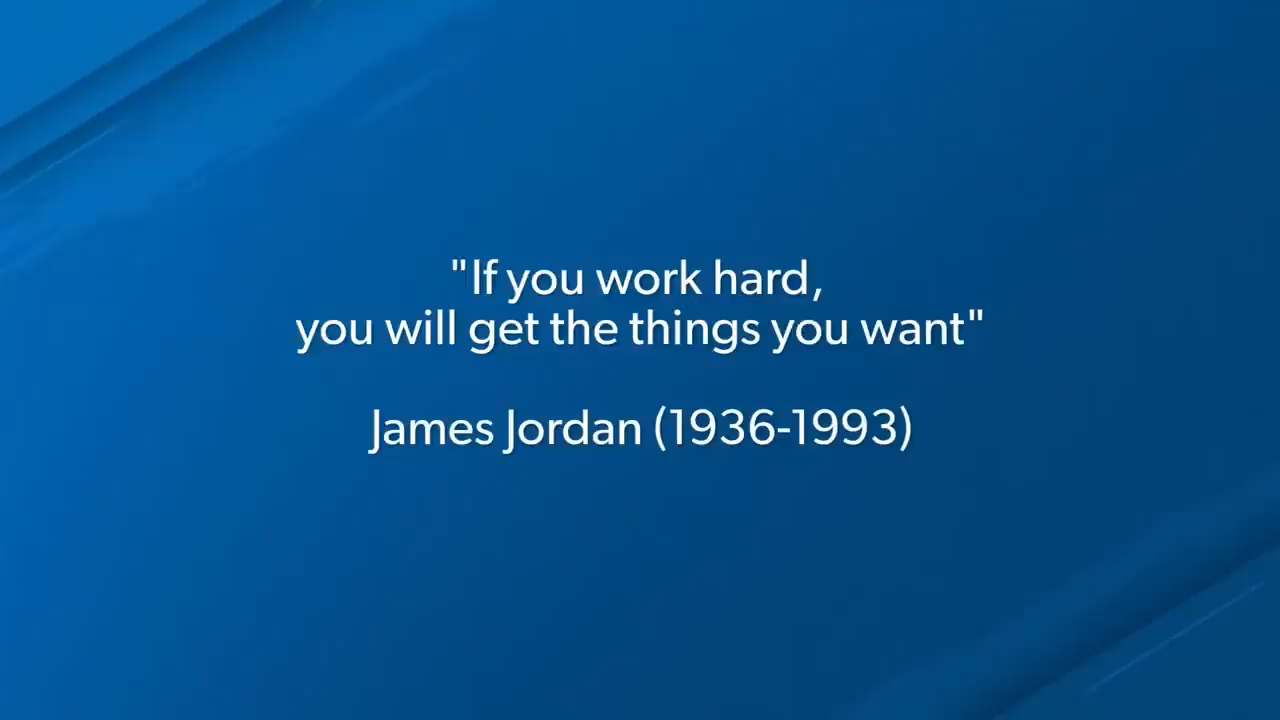 "If you work hard,
you will get the things you want"
James Jordan (1936-1993)